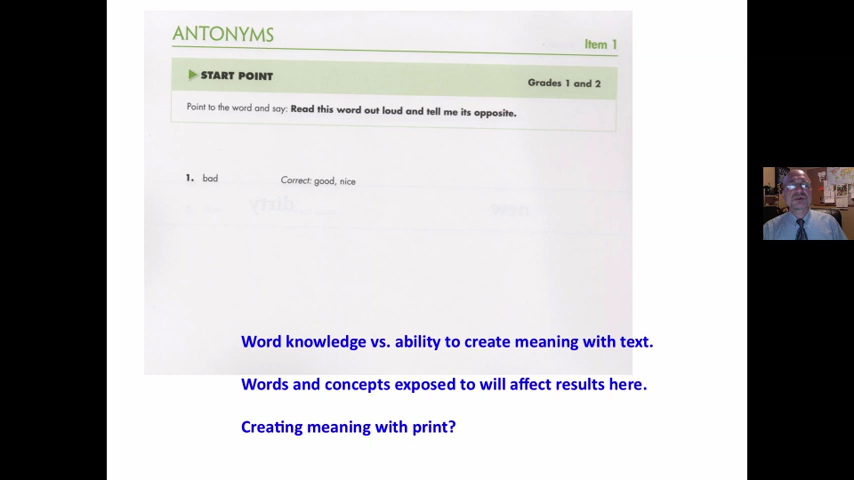 ANTONYMS
Item 1
START POINT
Grades 1 and 2
Point to the word and say: Read this word out loud and tell me its opposite.
1. bad Correct: good, nice
dirty new
Word knowledge vs. ability to create meaning with text.
Words and concepts exposed to will affect results here.
Creating meaning with print?